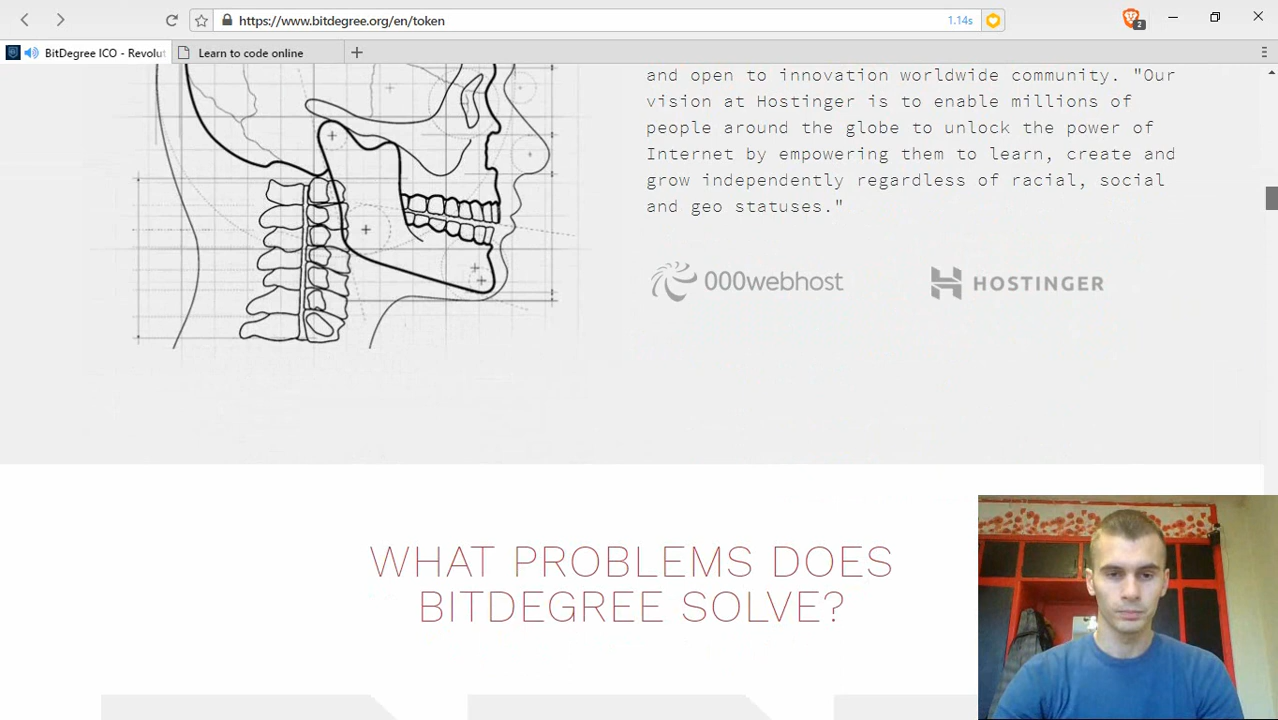 https://www.bitdegree.org/en/token
1.14s
2
BitDegree ICO - Revolut
Learn to code online
and open to innovation worldwide community. "Our
vision at Hostinger is to enable millions of
people around the globe to unlock the power of
Internet by empowering them to learn, create and
grow independently regardless of racial, social
and geo statuses."
000webhost
HOSTINGER
WHAT PROBLEMS DOES
BITDEGREE SOLVE?